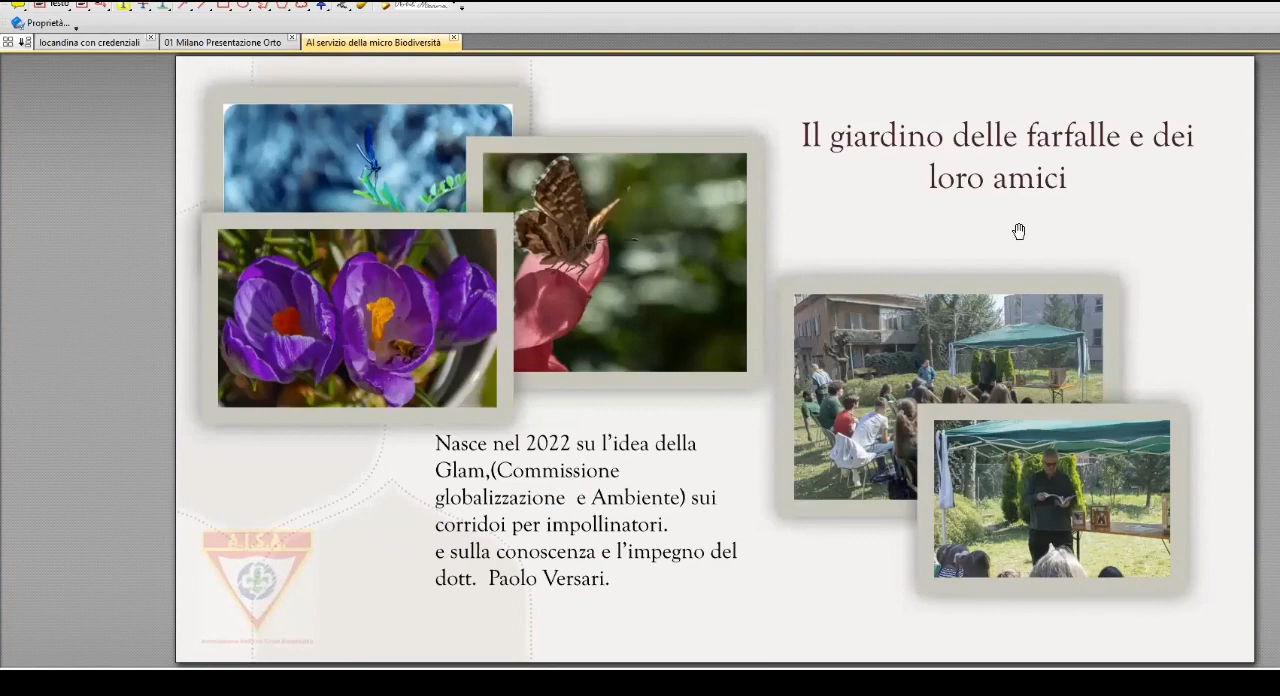 Testo
Proprietà...
locandina con credenziali
01 Milano Presentazione Orto
Al servizio della micro Biodiversità
Il giardino delle farfalle e dei
loro amici
Nasce nel 2022 su l’idea della
Glam,(Commissione
globalizzazione e Ambiente) sui
corridoi per impollinatori.
e sulla conoscenza e l’impegno del
dott. Paolo Versari.
A.I.S.A.